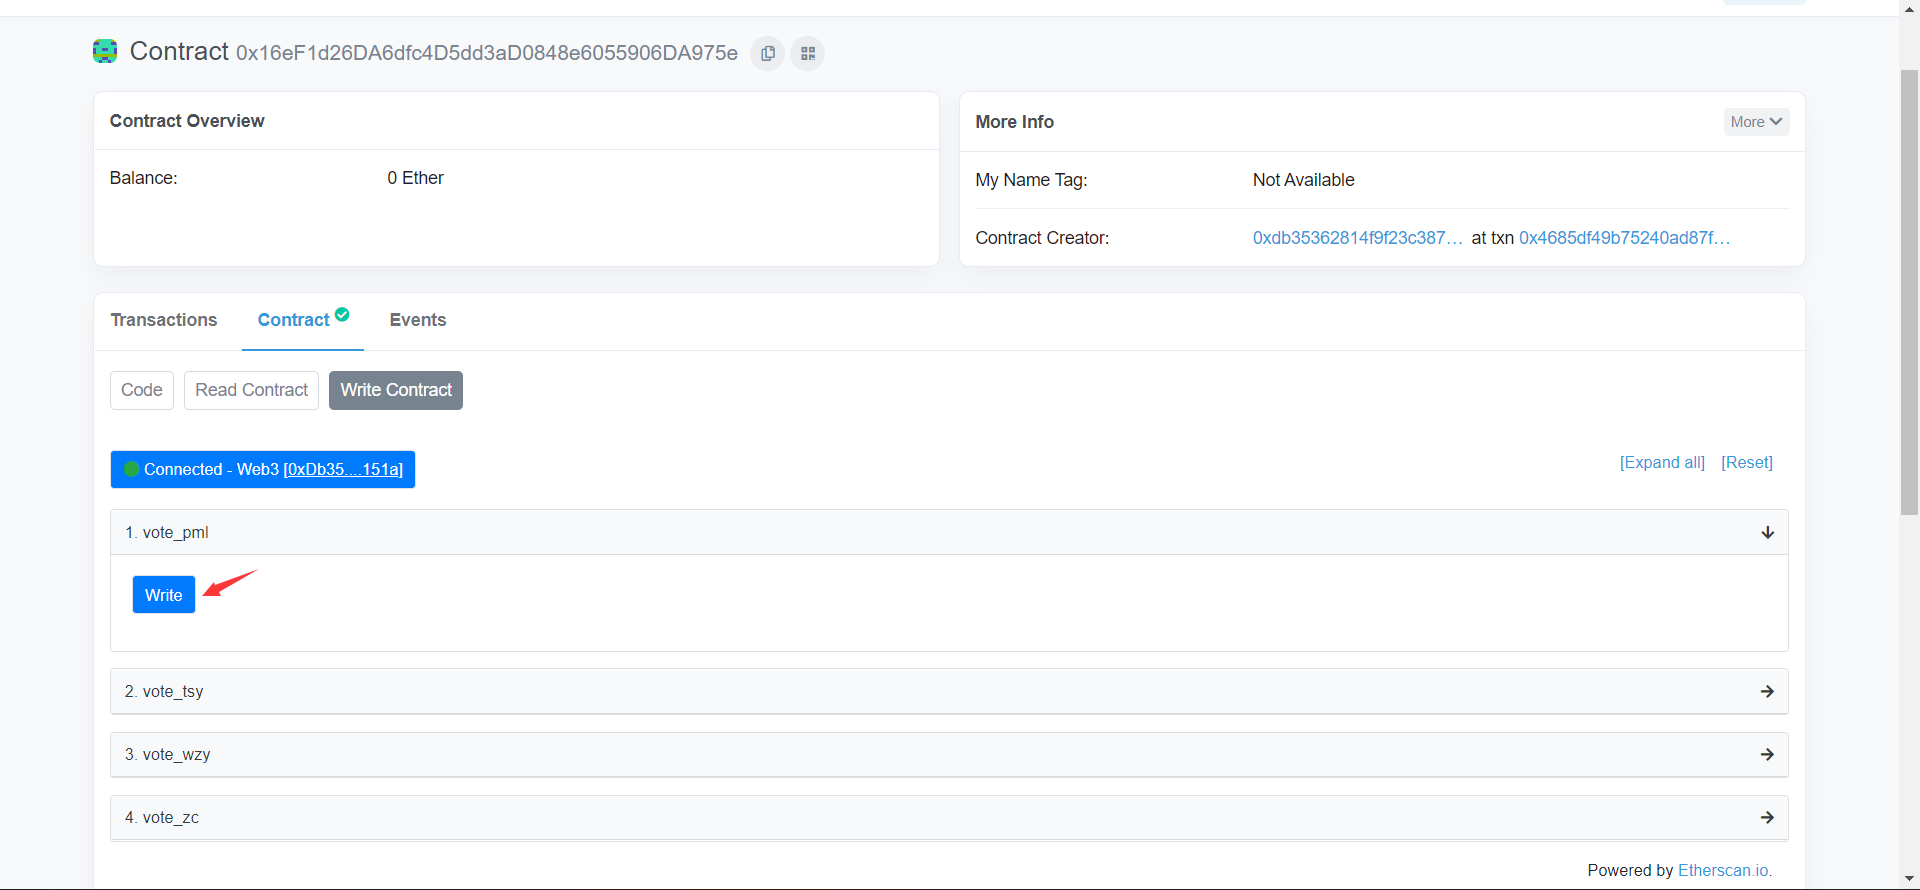 Contract 0x16eF1d26DA6dfc4D5dd3aD0848e6055906DA975e
Contract Overview
Balance: 0 Ether
More Info
More
My Name Tag: Not Available
Contract Creator: 0xdb35362814f9f23c387... at txn 0x4685df49b75240ad87f...
Transactions Contract Events
Code Read Contract Write Contract
Connected - Web3 [0xDb35....151a]
[Expand all] [Reset]
1. vote_pml
Write
2. vote_tsy
3. vote_wzy
4. vote_zc
Powered by Etherscan.io.